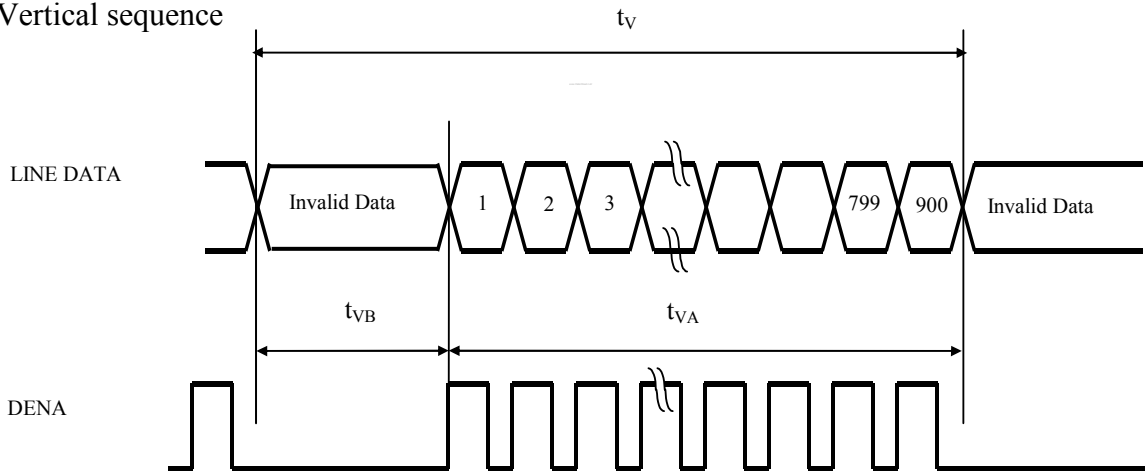 Vertical sequence
tV
LINE DATA
Invalid Data
1
2
3
799
900
Invalid Data
tVB
tVA
DENA